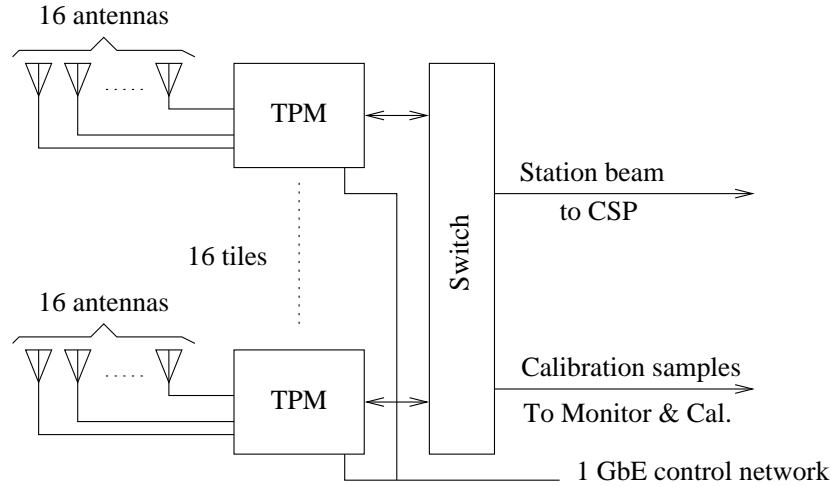 16 antennas
TPM
Station beam
to CSP
16 tiles
Switch
16 antennas
TPM
Calibration samples
To Monitor & Cal.
1 GbE control network